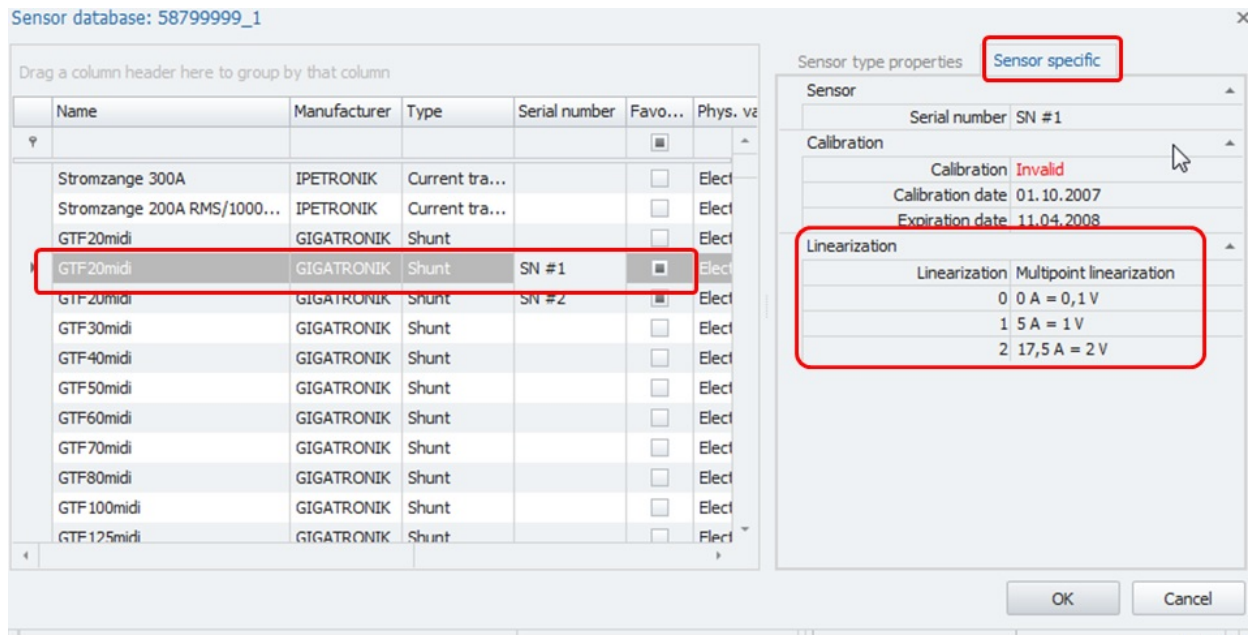 Sensor database: 58799999_1
Drag a column header here to group by that column
Name Manufacturer Type Serial number Favo... Phys. va
Stromzange 300A IPETRONIK Current tra... Elect
Stromzange 200A RMS/1000... IPETRONIK Current tra... Elect
GTF20midi GIGATRONIK Shunt Elect
GTF20midi GIGATRONIK Shunt SN #1 Elect
GTF20midi GIGATRONIK Shunt SN #2 Elect
GTF30midi GIGATRONIK Shunt Elect
GTF40midi GIGATRONIK Shunt Elect
GTF50midi GIGATRONIK Shunt Elect
GTF60midi GIGATRONIK Shunt Elect
GTF70midi GIGATRONIK Shunt Elect
GTF80midi GIGATRONIK Shunt Elect
GTF100midi GIGATRONIK Shunt Elect
GTF125midi GIGATRONIK Shunt Elect
Sensor type properties Sensor specific
Sensor
Serial number SN #1
Calibration
Calibration Invalid
Calibration date 01.10.2007
Expiration date 11.04.2008
Linearization
Linearization Multipoint linearization
0 0 A = 0,1 V
1 5 A = 1 V
2 17,5 A = 2 V
OK Cancel